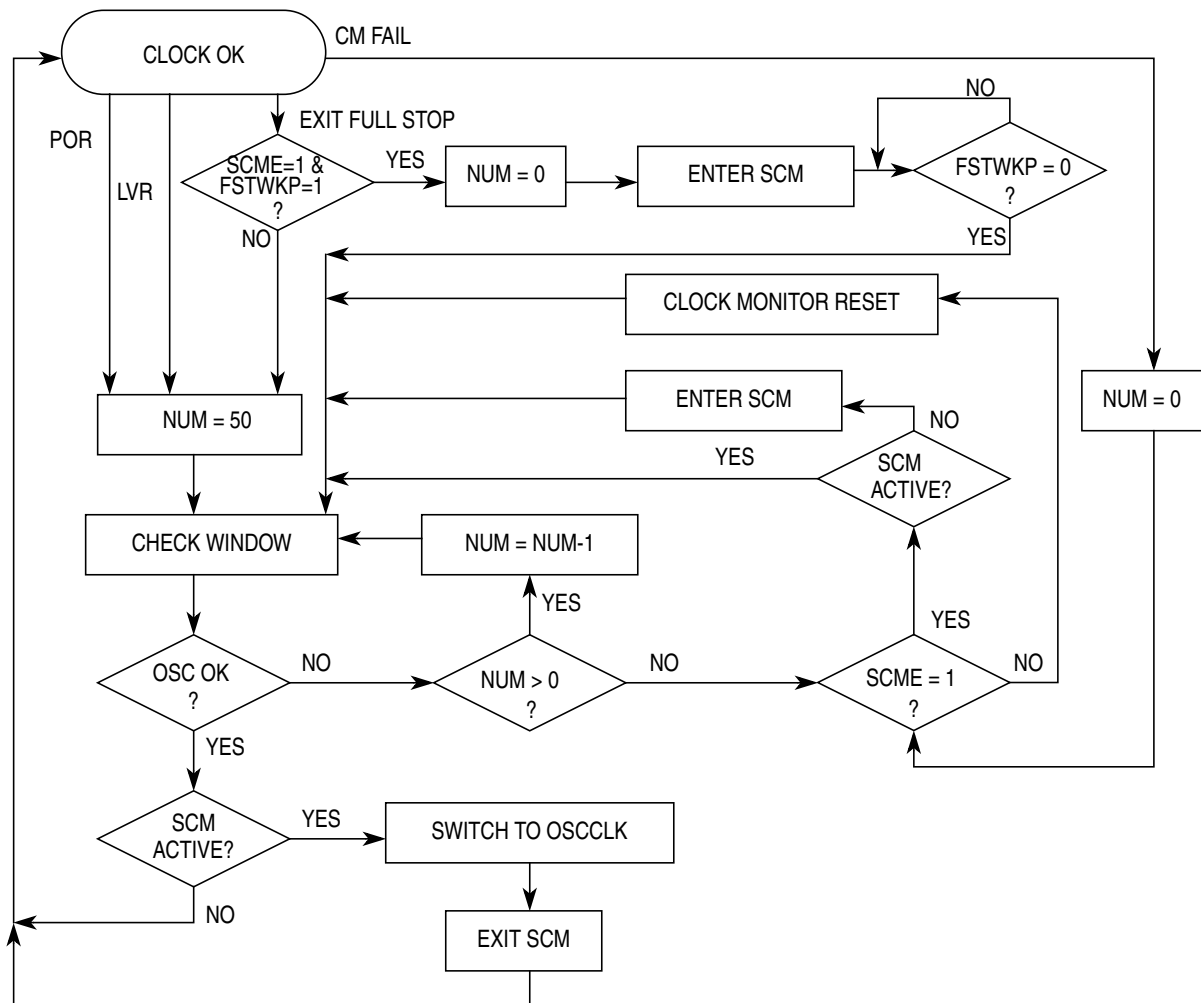 CM FAIL
CLOCK OK
NO
POR
EXIT FULL STOP
SCME=1 &
FSTWKP=1
?
YES
NUM = 0
ENTER SCM
FSTWKP = 0
?
LVR
NO
YES
CLOCK MONITOR RESET
NUM = 50
ENTER SCM
NUM = 0
NO
YES
SCM
ACTIVE?
CHECK WINDOW
NUM = NUM-1
YES
YES
OSC OK
?
NO
NUM > 0
?
NO
SCME = 1
?
NO
YES
SCM
ACTIVE?
YES
SWITCH TO OSCCLK
NO
EXIT SCM